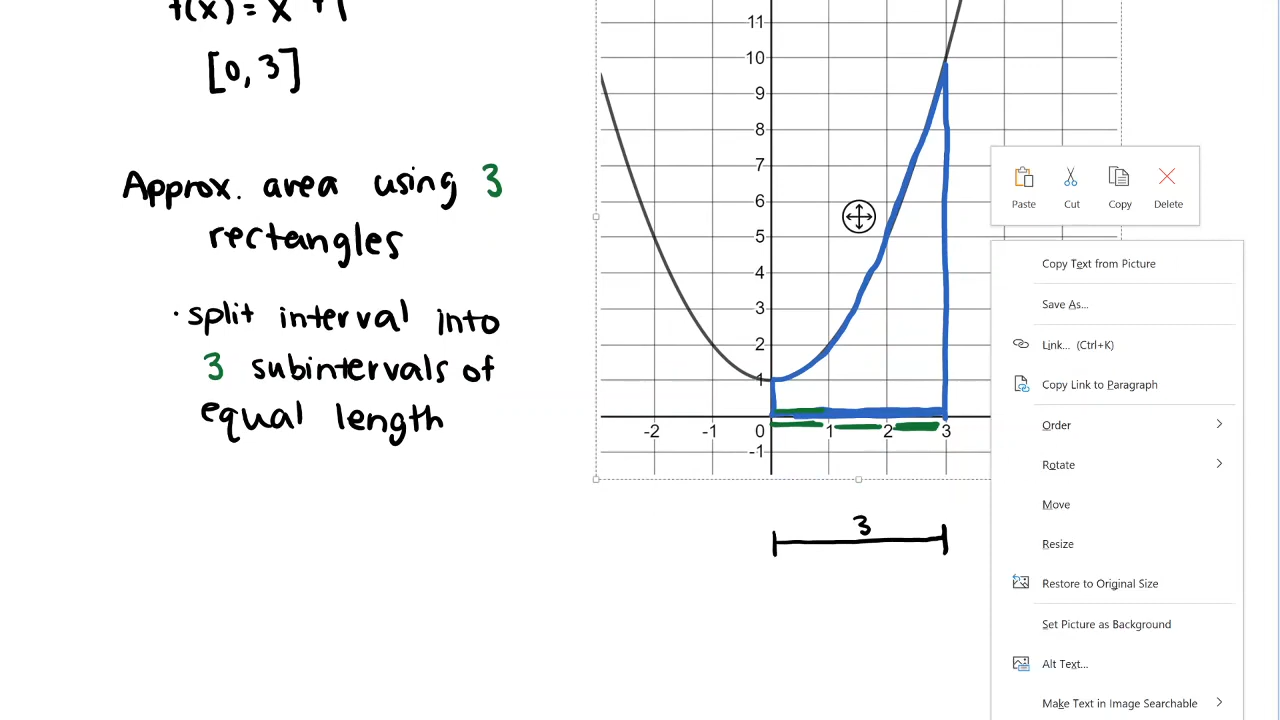 f(x) = x +1
[0, 3]
Approx. area using 3
rectangles
· split interval into
3 subintervals of
equal length
11
10
9
8
7
6
5
4
3
2
1
-2 -1 0 1 2 3
-1
3
Paste Cut Copy Delete
Copy Text from Picture
Save As...
Link... (Ctrl+K)
Copy Link to Paragraph
Order
Rotate
Move
Resize
Restore to Original Size
Set Picture as Background
Alt Text...
Make Text in Image Searchable